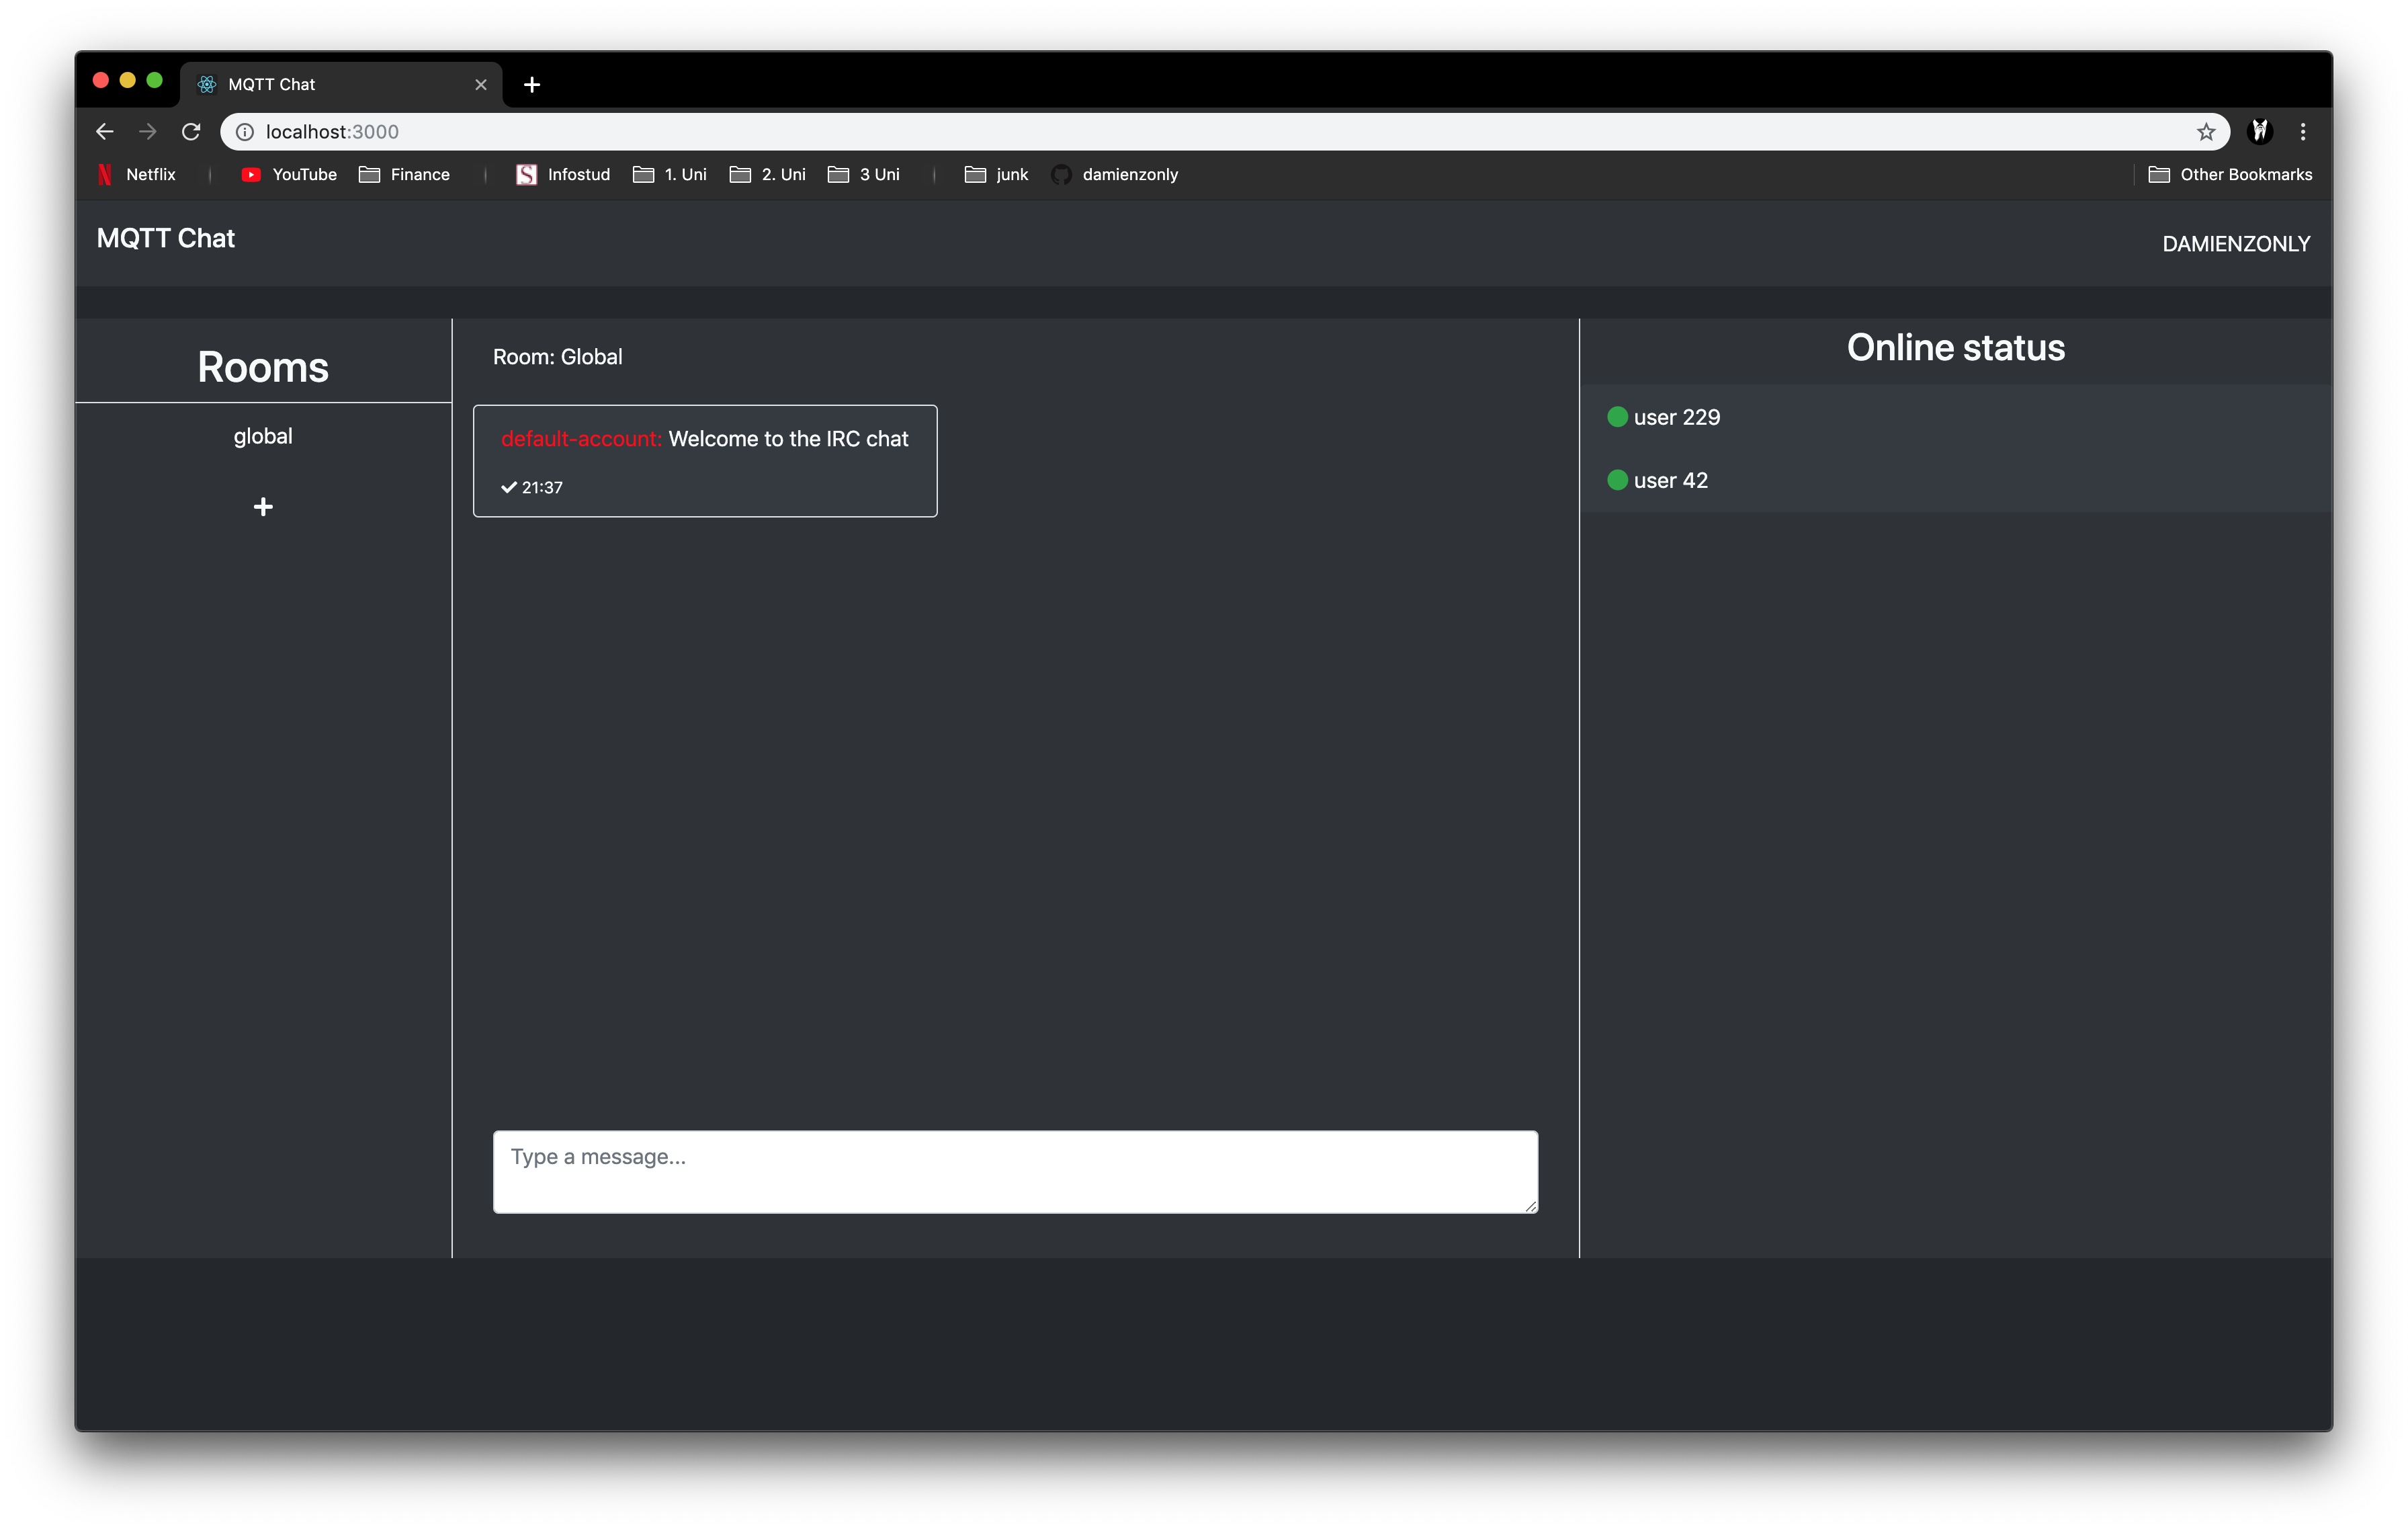 MQTT Chat
localhost:3000
Netflix YouTube Finance Infostud 1. Uni 2. Uni 3 Uni junk damienzonly Other Bookmarks
MQTT Chat DAMIENZONLY
Rooms
global
Room: Global
default-account: Welcome to the IRC chat
21:37
Type a message...
Online status
user 229
user 42